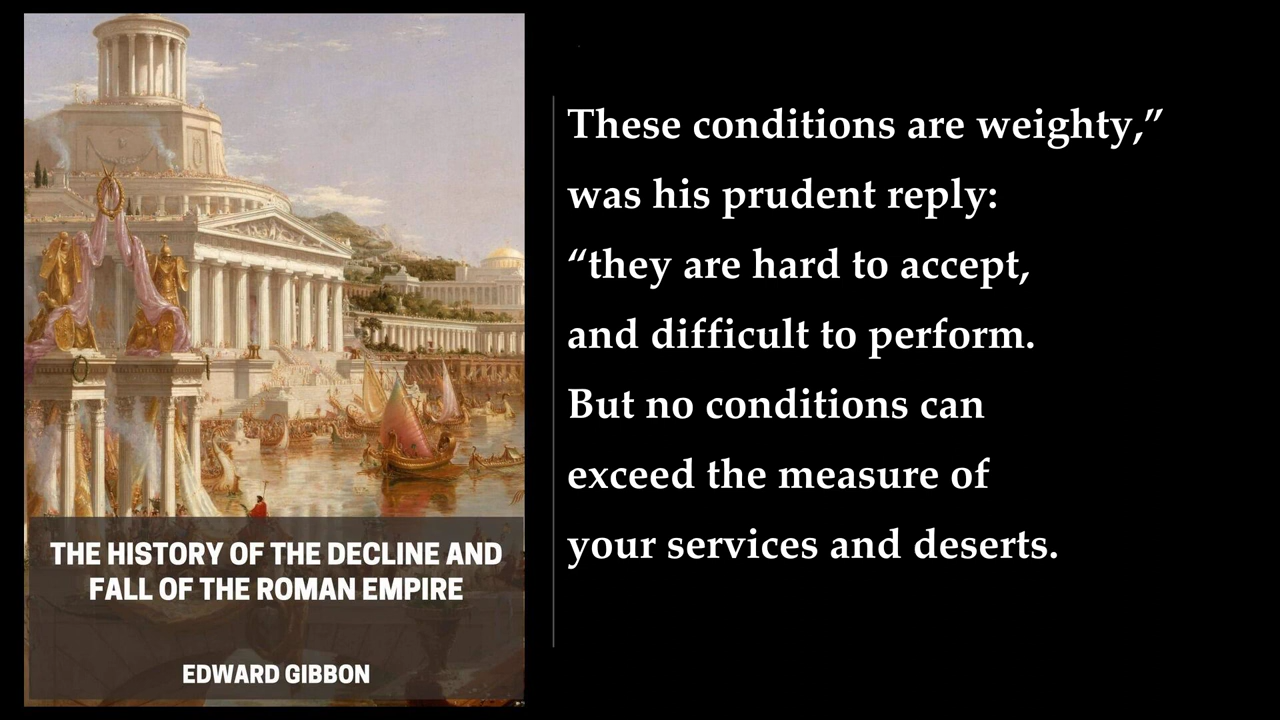 THE HISTORY OF THE DECLINE AND
FALL OF THE ROMAN EMPIRE
EDWARD GIBBON
These conditions are weighty,”
was his prudent reply:
“they are hard to accept,
and difficult to perform.
But no conditions can
exceed the measure of
your services and deserts.